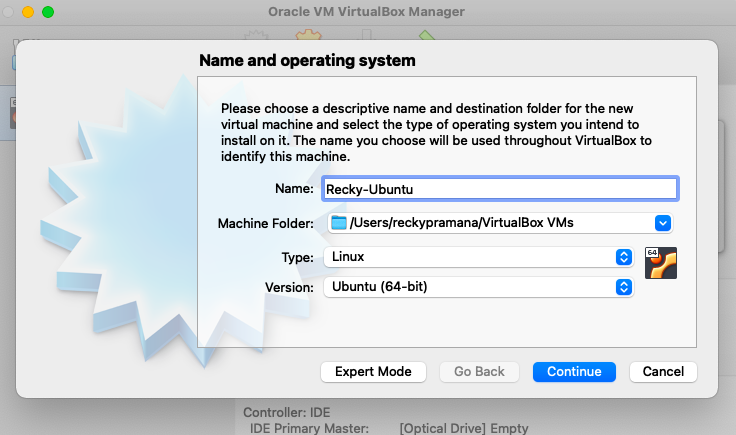 Oracle VM VirtualBox Manager
Name and operating system
Please choose a descriptive name and destination folder for the new
virtual machine and select the type of operating system you intend to
install on it. The name you choose will be used throughout VirtualBox to
identify this machine.
Name: Recky-Ubuntu
Machine Folder: /Users/reckypramana/VirtualBox VMs
Type: Linux
64
Version: Ubuntu (64-bit)
Expert Mode Go Back Continue Cancel
Controller: IDE
IDE Primary Master: [Optical Drive] Empty